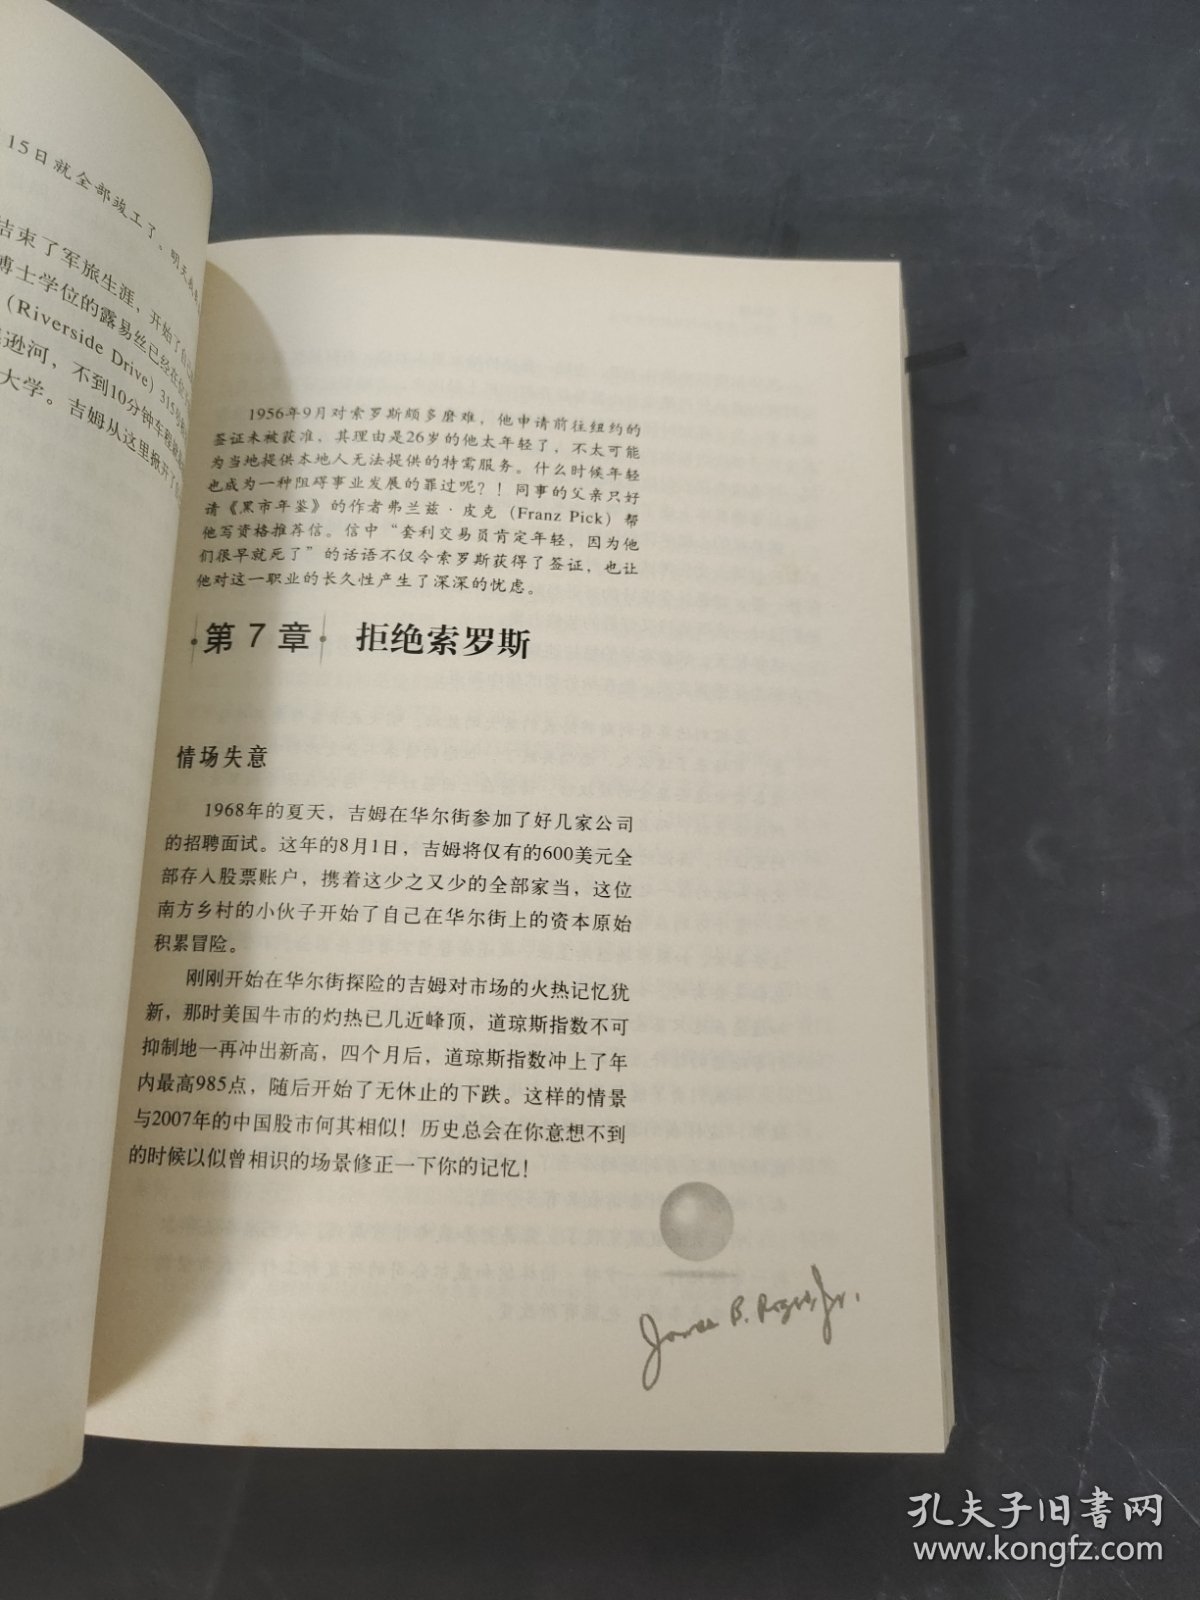 15日就全部竣工了。明天
结束了军旅生涯,开始了
博士学位的露易丝已经在
(Riverside Drive)315号
逊河,不到10分钟车程
大学。吉姆从这里掀开了
1956年9月对索罗斯颇多磨难,他申请前往纽约的
签证未被获准,其理由是26岁的他太年轻了,不太可能
为当地提供本地人无法提供的特需服务。什么时候年轻
也成为一种阻碍事业发展的罪过呢?!同事的父亲只好
请《黑市年鉴》的作者弗兰兹·皮克(Franz Pick)帮
他写资格推荐信。信中“套利交易员肯定年轻,因为他
们很早就死了”的话语不仅令索罗斯获得了签证,也让
他对这一职业的长久性产生了深深的忧虑。
第7章 拒绝索罗斯
情场失意
1968年的夏天,吉姆在华尔街参加了好几家公司
的招聘面试。这年的8月1日,吉姆将仅有的600美元全
部存入股票账户,携着这少之又少的全部家当,这位
南方乡村的小伙子开始了自己在华尔街上的资本原始
积累冒险。
刚刚开始在华尔街探险的吉姆对市场的火热记忆犹
新,那时美国牛市的灼热已几近峰顶,道琼斯指数不可
抑制地一再冲出新高,四个月后,道琼斯指数冲上了年
内最高985点,随后开始了无休止的下跌。这样的情景
与2007年的中国股市何其相似!历史总会在你意想不到
的时候以似曾相识的场景修正一下你的记忆!
James B. Rogers, Jr.
孔夫子旧书网
www.kongfz.com